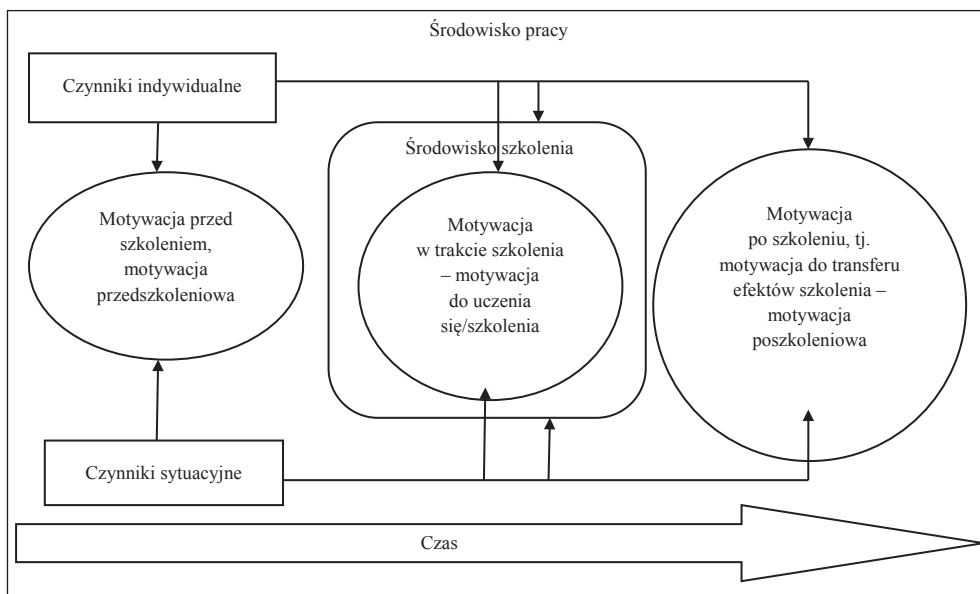 Środowisko pracy
Czynniki indywidualne
Środowisko szkolenia
Motywacja przed
szkoleniem,
motywacja
przedszkoleniowa
Motywacja
w trakcie szkolenia
– motywacja
do uczenia
się/szkolenia
Motywacja
po szkoleniu, tj.
motywacja do transferu
efektów szkolenia –
motywacja
poszkoleniowa
Czynniki sytuacyjne
Czas